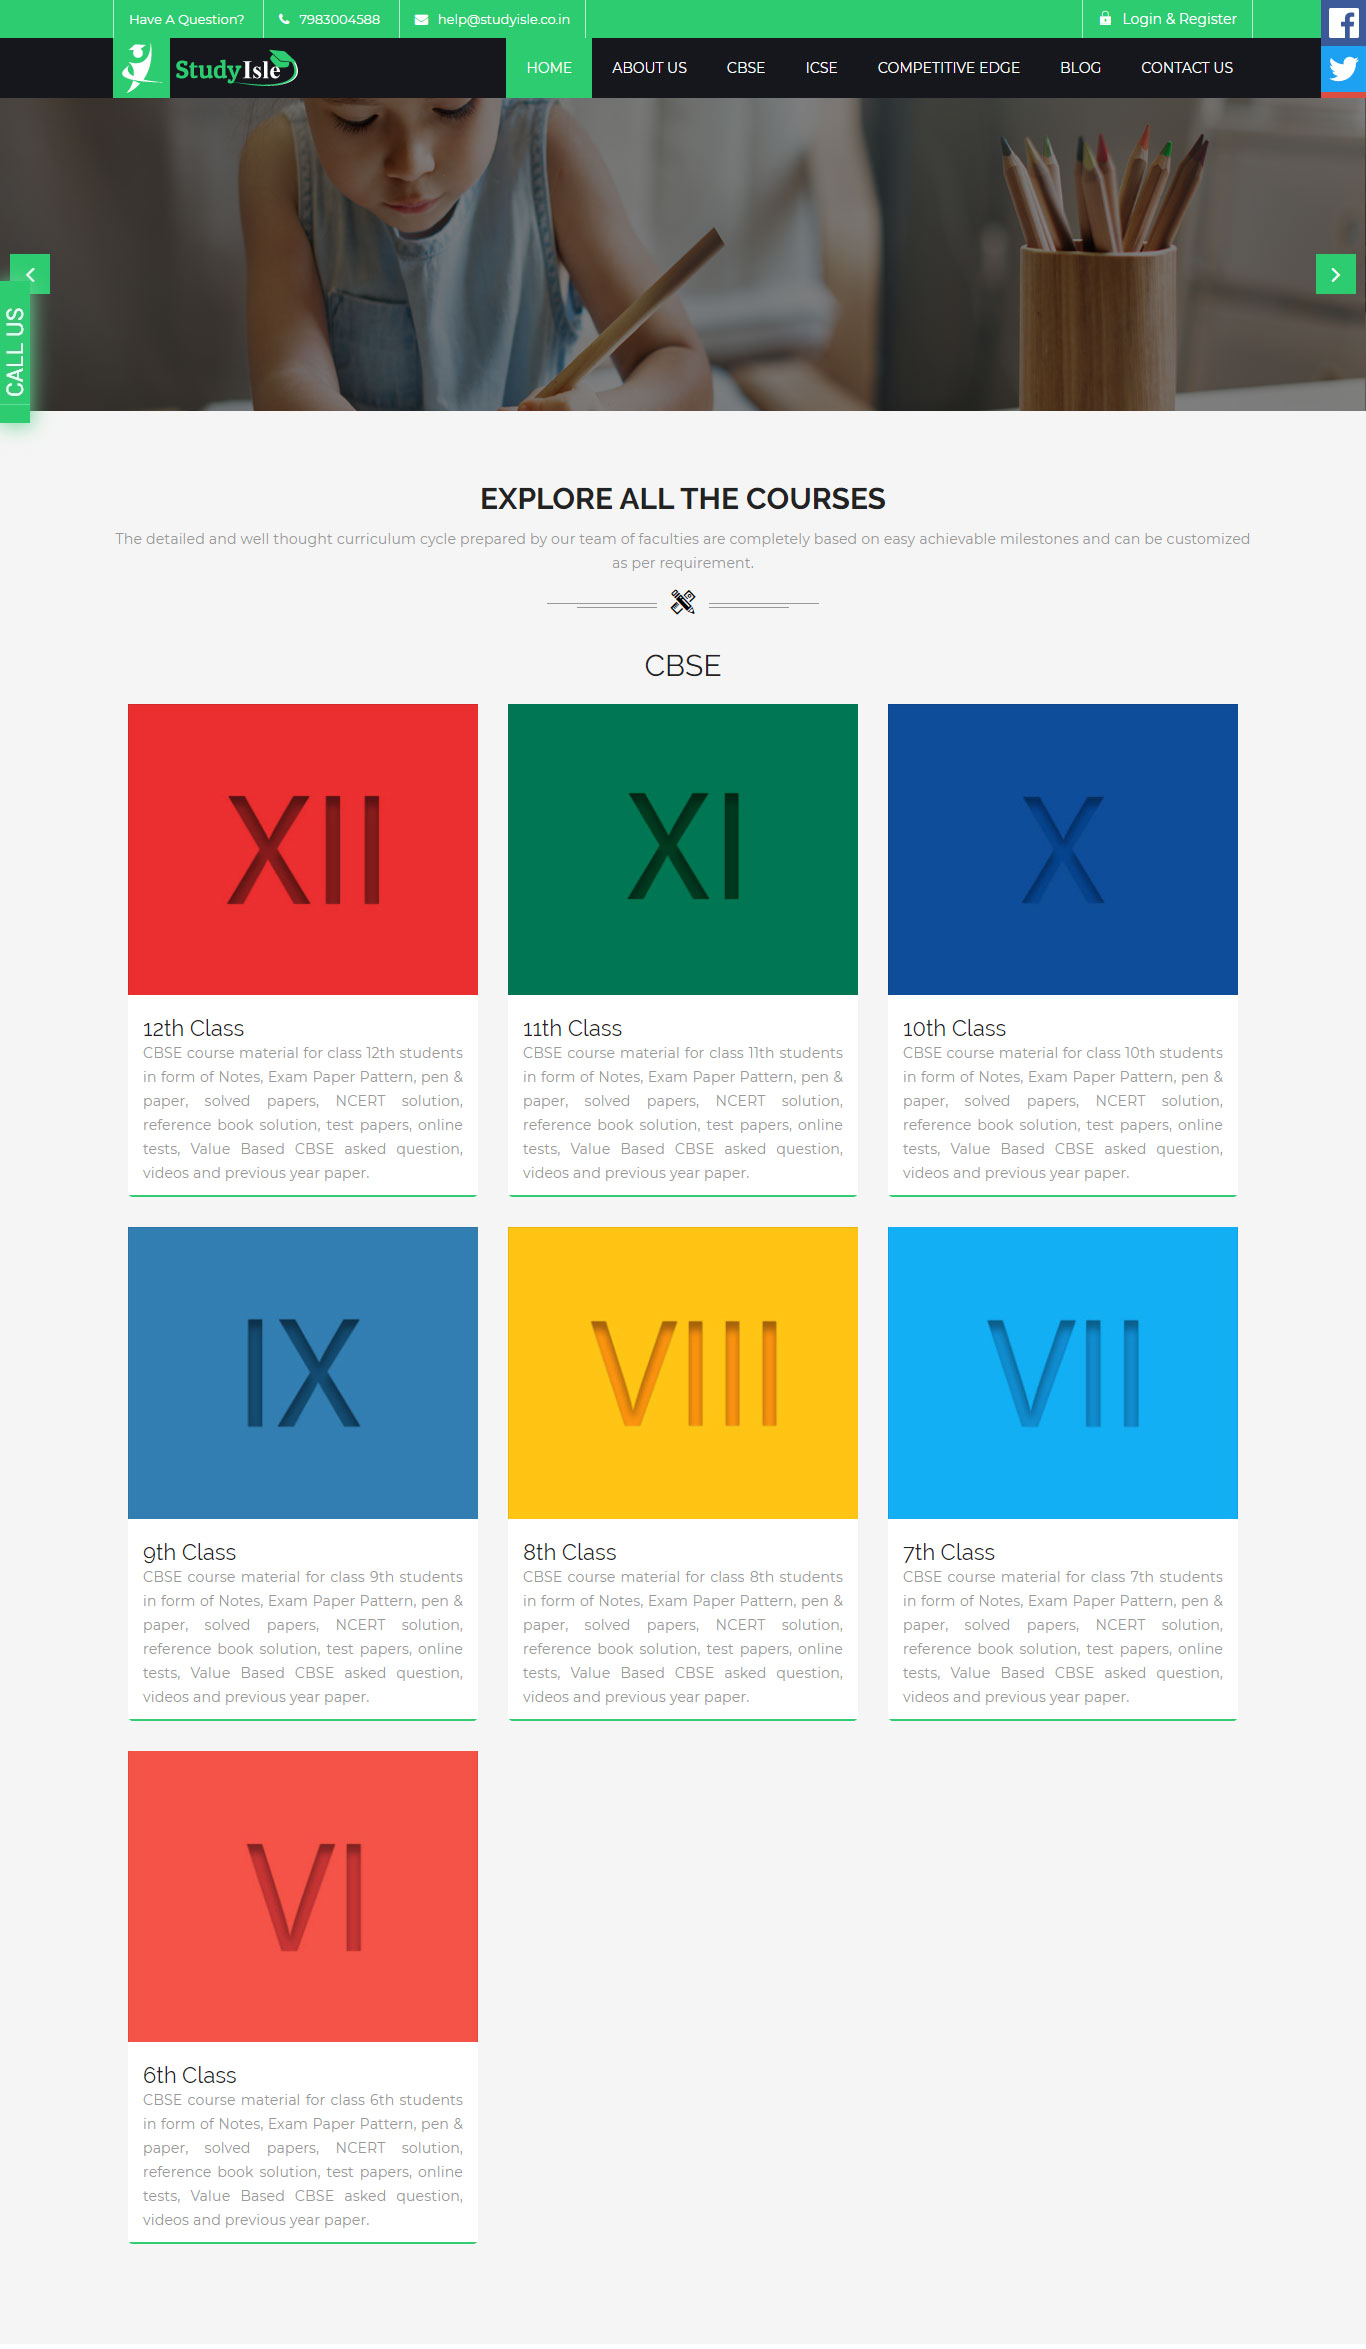 Have A Question?
7983004588
help@studyisle.co.in
Login & Register
StudyIsle
HOME
ABOUT US
CBSE
ICSE
COMPETITIVE EDGE
BLOG
CONTACT US
CALL US
EXPLORE ALL THE COURSES
The detailed and well thought curriculum cycle prepared by our team of faculties are completely based on easy achievable milestones and can be customized
as per requirement.
CBSE
XII
XI
X
12th Class
CBSE course material for class 12th students
in form of Notes, Exam Paper Pattern, pen &
paper, solved papers, NCERT solution,
reference book solution, test papers, online
tests, Value Based CBSE asked question,
videos and previous year paper.
11th Class
CBSE course material for class 11th students
in form of Notes, Exam Paper Pattern, pen &
paper, solved papers, NCERT solution,
reference book solution, test papers, online
tests, Value Based CBSE asked question,
videos and previous year paper.
10th Class
CBSE course material for class 10th students
in form of Notes, Exam Paper Pattern, pen &
paper, solved papers, NCERT solution,
reference book solution, test papers, online
tests, Value Based CBSE asked question,
videos and previous year paper.
IX
VIII
VII
9th Class
CBSE course material for class 9th students
in form of Notes, Exam Paper Pattern, pen &
paper, solved papers, NCERT solution,
reference book solution, test papers, online
tests, Value Based CBSE asked question,
videos and previous year paper.
8th Class
CBSE course material for class 8th students
in form of Notes, Exam Paper Pattern, pen &
paper, solved papers, NCERT solution,
reference book solution, test papers, online
tests, Value Based CBSE asked question,
videos and previous year paper.
7th Class
CBSE course material for class 7th students
in form of Notes, Exam Paper Pattern, pen &
paper, solved papers, NCERT solution,
reference book solution, test papers, online
tests, Value Based CBSE asked question,
videos and previous year paper.
VI
6th Class
CBSE course material for class 6th students
in form of Notes, Exam Paper Pattern, pen &
paper, solved papers, NCERT solution,
reference book solution, test papers, online
tests, Value Based CBSE asked question,
videos and previous year paper.